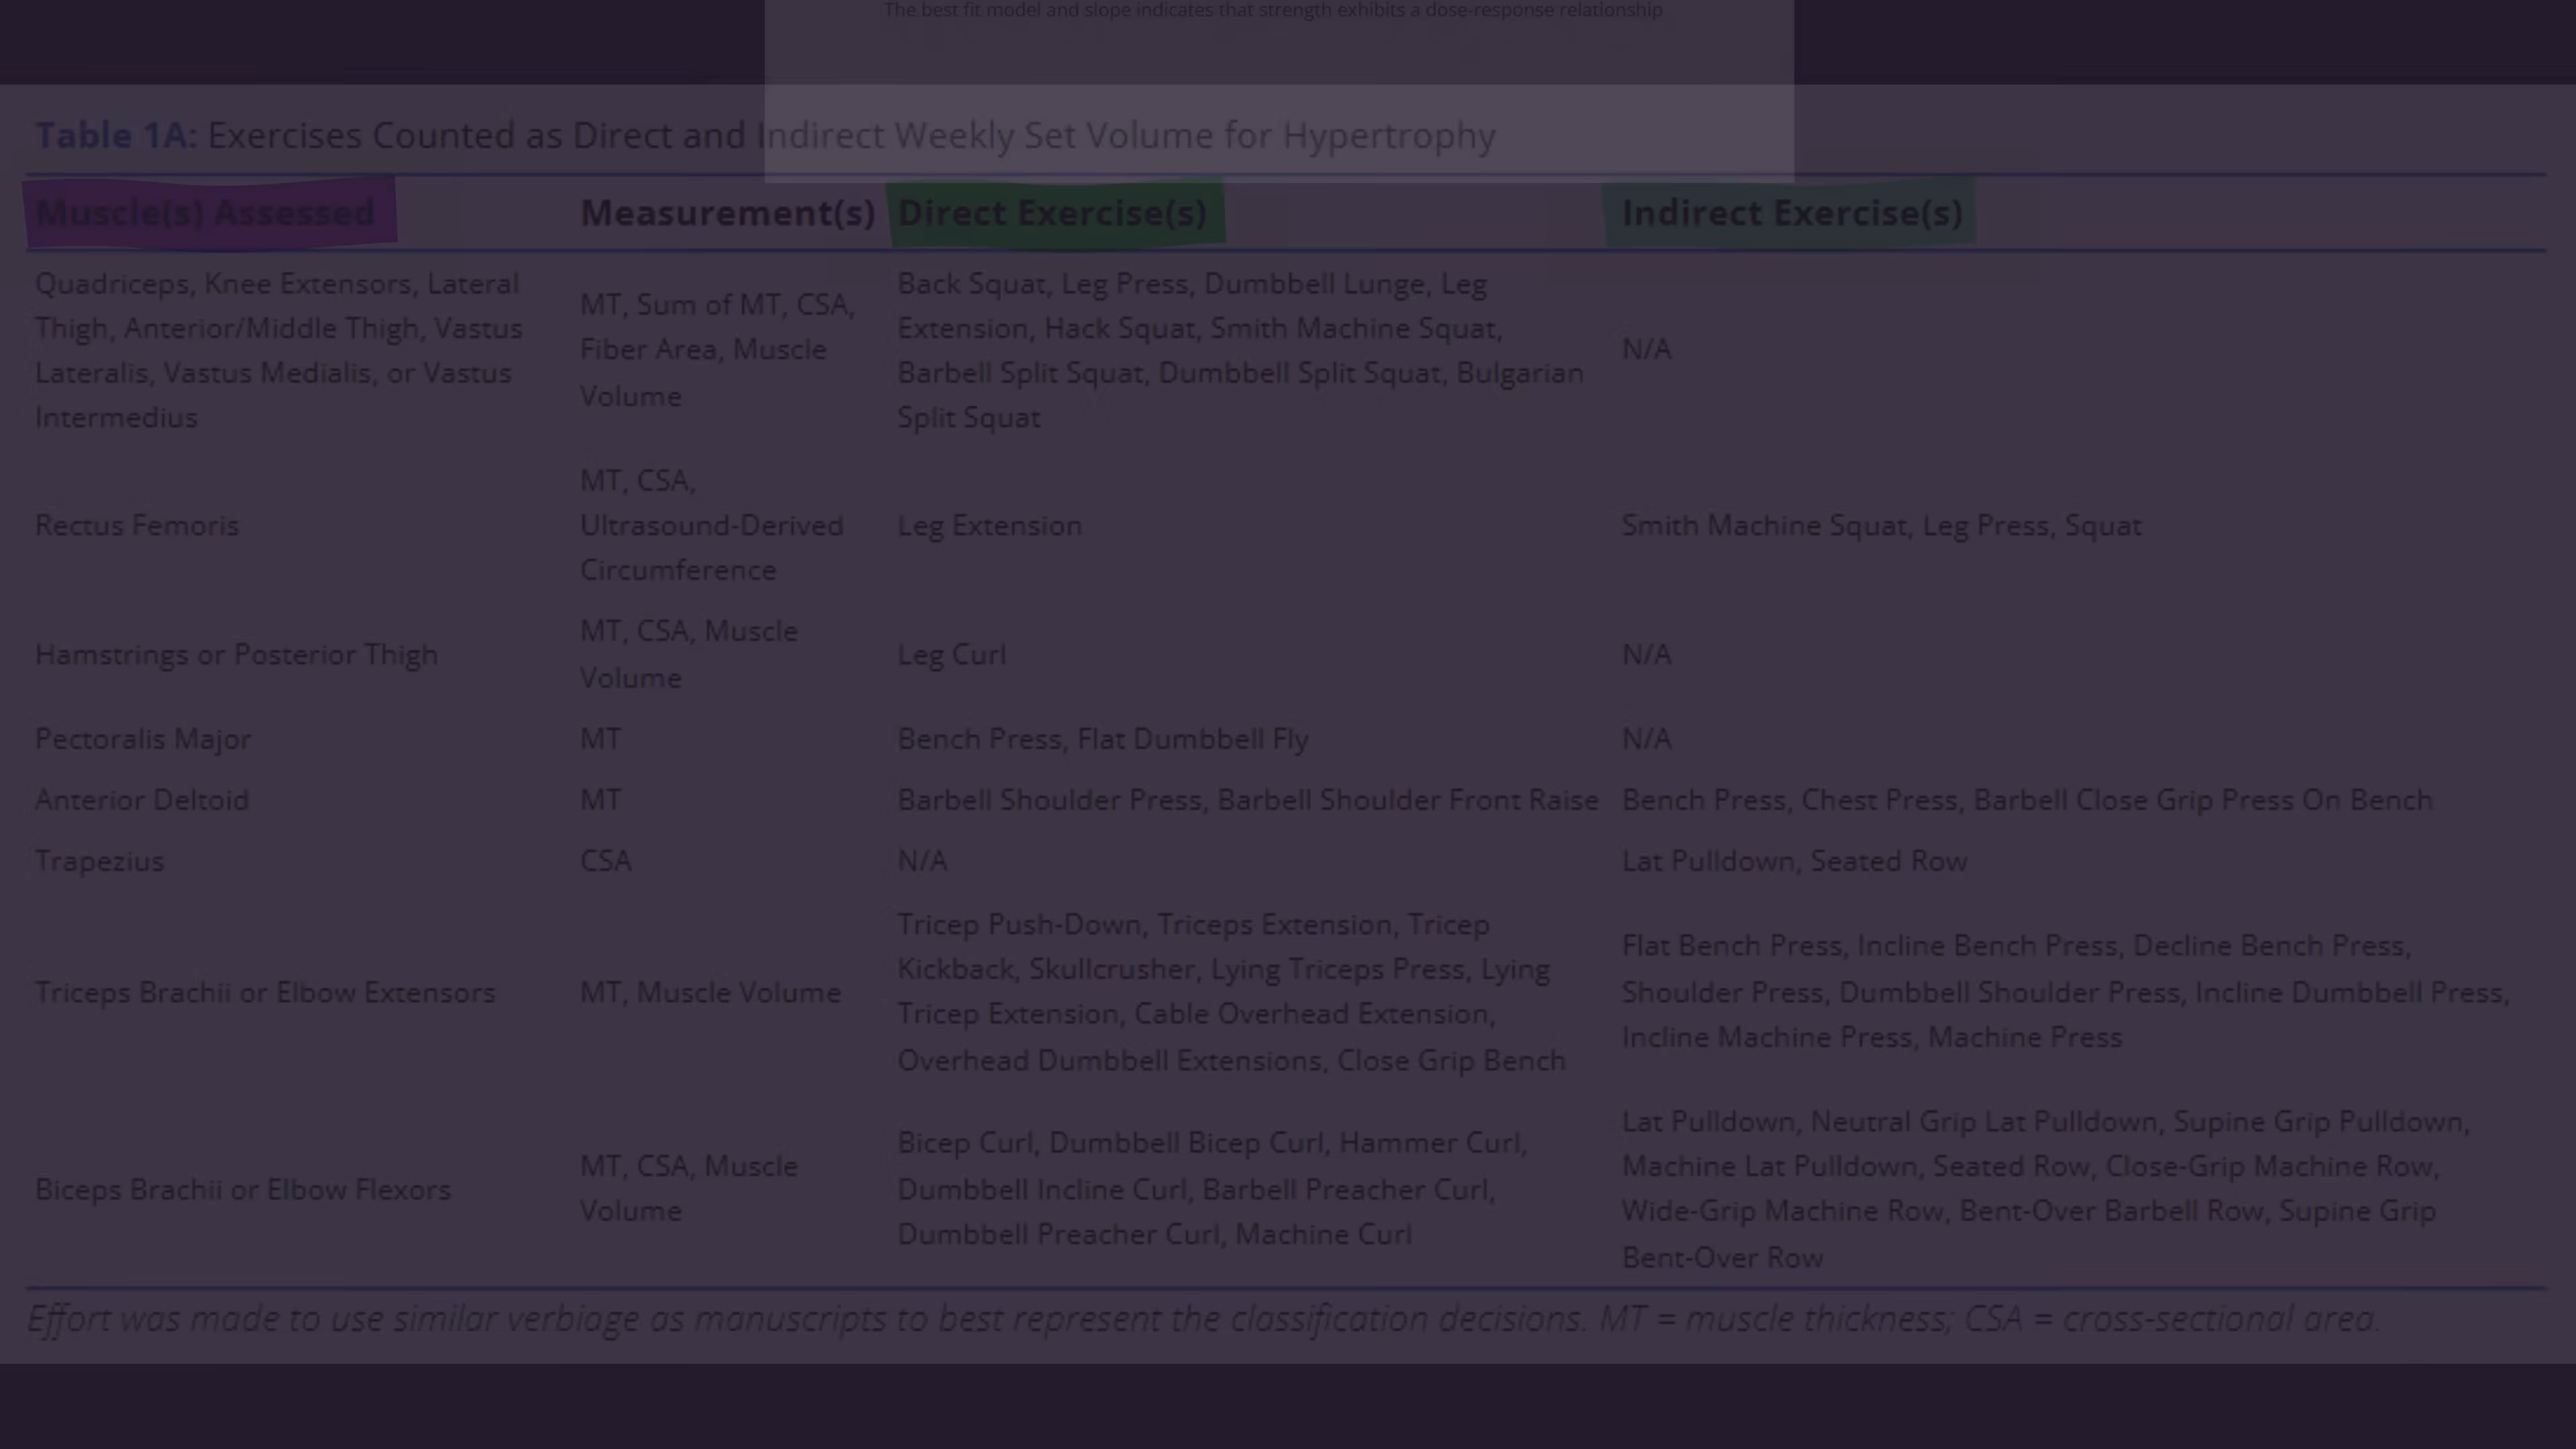 The best fit model and slope indicates that strength exhibits a dose-response relationship
Table 1A: Exercises Counted as Direct and Indirect Weekly Set Volume for Hypertrophy
Muscle(s) Assessed
Measurement(s)
Direct Exercise(s)
Indirect Exercise(s)
Quadriceps, Knee Extensors, Lateral
Thigh, Anterior/Middle Thigh, Vastus
Lateralis, Vastus Medialis, or Vastus
Intermedius
MT, Sum of MT, CSA,
Fiber Area, Muscle
Volume
Back Squat, Leg Press, Dumbbell Lunge, Leg
Extension, Hack Squat, Smith Machine Squat,
Barbell Split Squat, Dumbbell Split Squat, Bulgarian
Split Squat
N/A
Rectus Femoris
MT, CSA,
Ultrasound-Derived
Circumference
Leg Extension
Smith Machine Squat, Leg Press, Squat
Hamstrings or Posterior Thigh
MT, CSA, Muscle
Volume
Leg Curl
N/A
Pectoralis Major
MT
Bench Press, Flat Dumbbell Fly
N/A
Anterior Deltoid
MT
Barbell Shoulder Press, Barbell Shoulder Front Raise
Bench Press, Chest Press, Barbell Close Grip Press On Bench
Trapezius
CSA
N/A
Lat Pulldown, Seated Row
Triceps Brachii or Elbow Extensors
MT, Muscle Volume
Tricep Push-Down, Triceps Extension, Tricep
Kickback, Skullcrusher, Lying Triceps Press, Lying
Tricep Extension, Cable Overhead Extension,
Overhead Dumbbell Extensions, Close Grip Bench
Flat Bench Press, Incline Bench Press, Decline Bench Press,
Shoulder Press, Dumbbell Shoulder Press, Incline Dumbbell Press,
Incline Machine Press, Machine Press
Biceps Brachii or Elbow Flexors
MT, CSA, Muscle
Volume
Bicep Curl, Dumbbell Bicep Curl, Hammer Curl,
Dumbbell Incline Curl, Barbell Preacher Curl,
Dumbbell Preacher Curl, Machine Curl
Lat Pulldown, Neutral Grip Lat Pulldown, Supine Grip Pulldown,
Machine Lat Pulldown, Seated Row, Close-Grip Machine Row,
Wide-Grip Machine Row, Bent-Over Barbell Row, Supine Grip
Bent-Over Row
Effort was made to use similar verbiage as manuscripts to best represent the classification decisions. MT = muscle thickness; CSA = cross-sectional area.